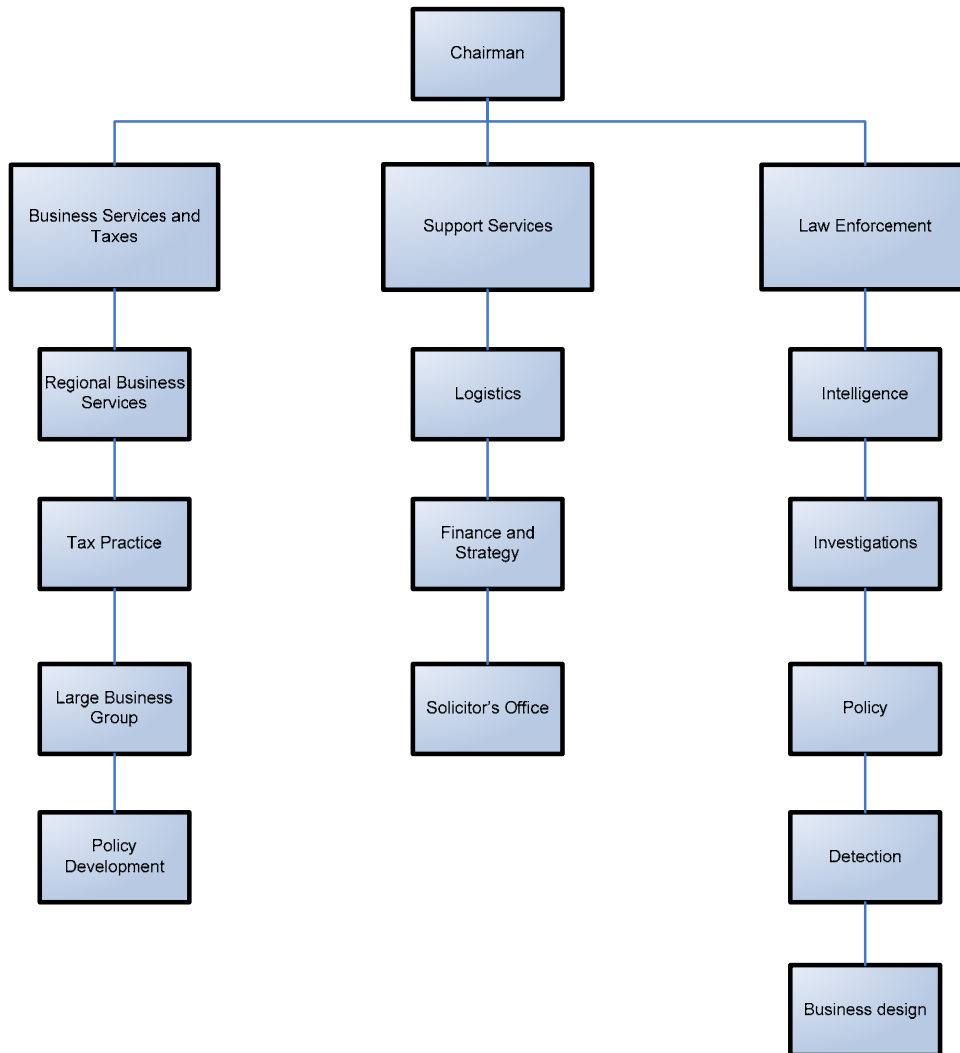 Chairman
Business Services and
Taxes
Support Services
Law Enforcement
Regional Business
Services
Logistics
Intelligence
Tax Practice
Finance and
Strategy
Investigations
Large Business
Group
Solicitor's Office
Policy
Policy
Development
Detection
Business design